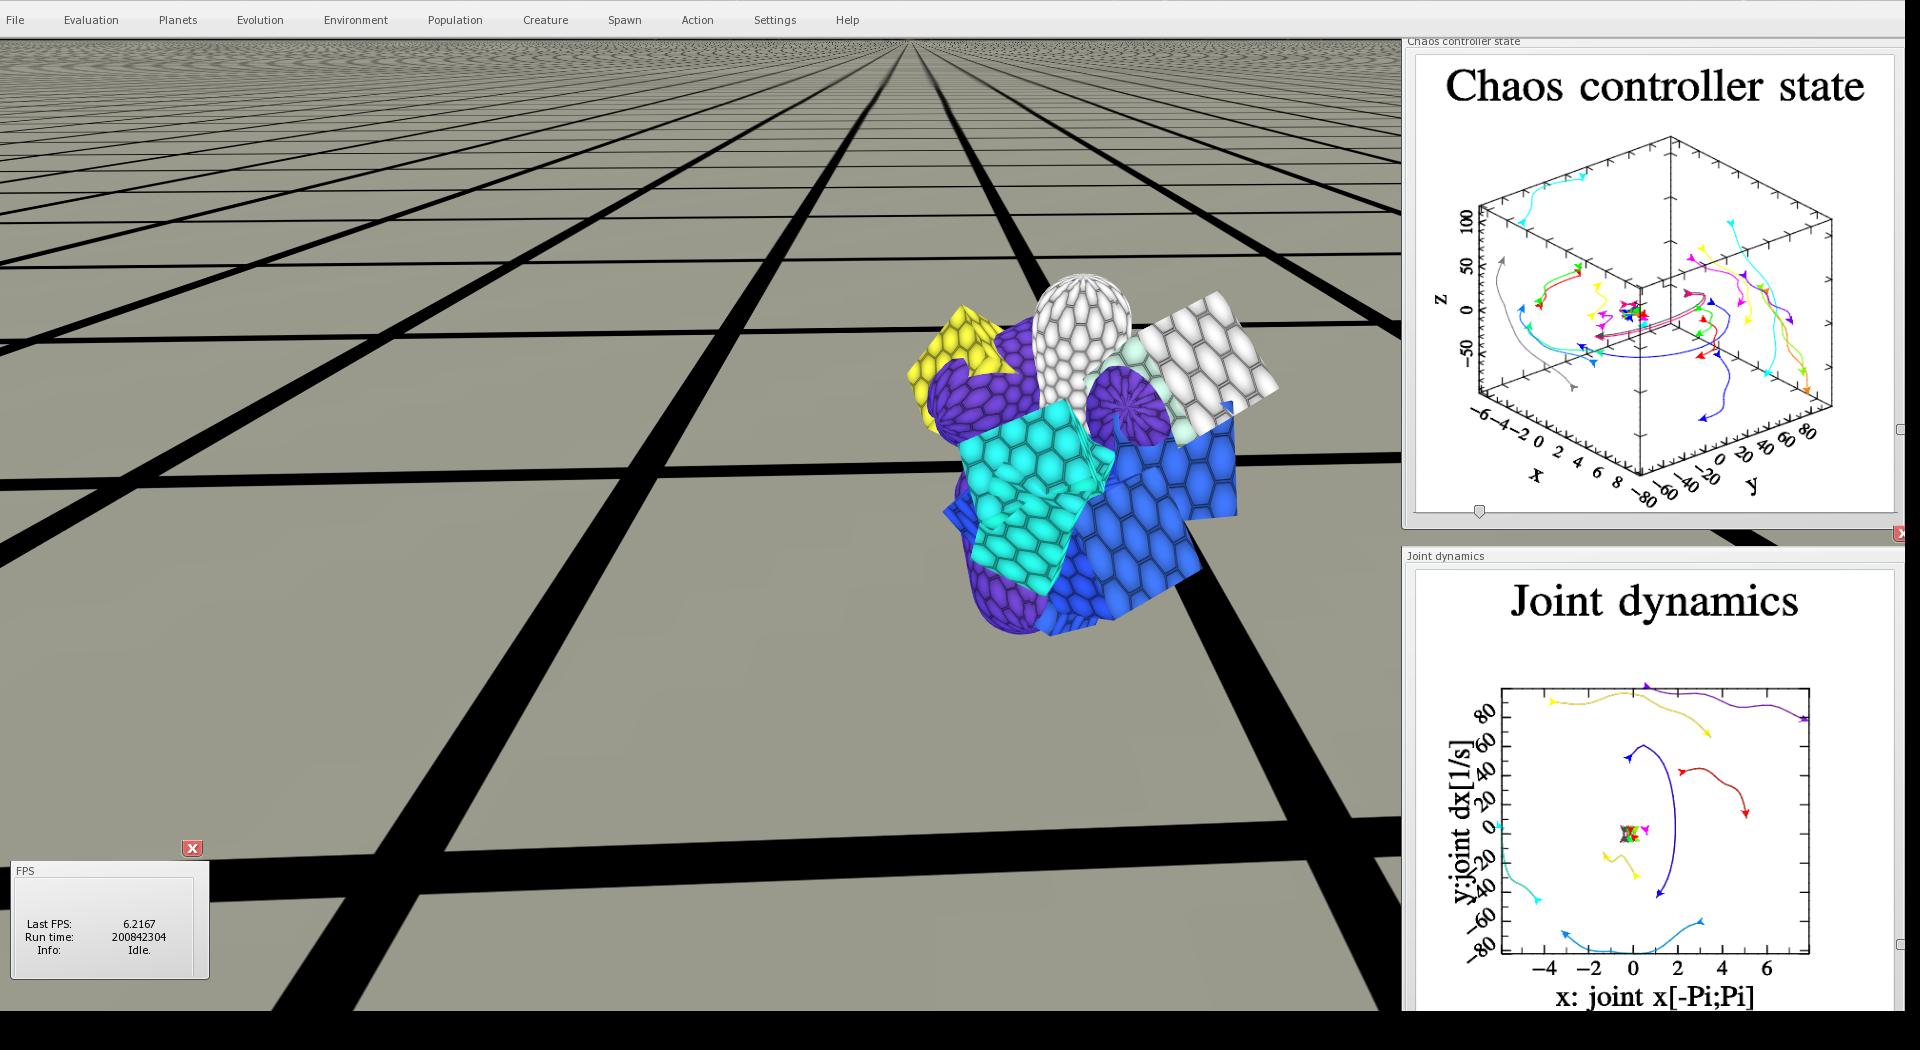 File Evaluation Planets Evolution Environment Population Creature Spawn Action Settings Help
Chaos controller state
Chaos controller state
100
50
0
−50
z
−6 −4 −2 0 2 4 6 8
x
−80 −60 −40 −20 0 20 40 60 80
y
Joint dynamics
Joint dynamics
80
60
40
20
0
−20
−40
−60
−80
y:joint dx[1/s]
−4 −2 0 2 4 6
x: joint x[-Pi;Pi]
FPS
Last FPS: 6.2167
Run time: 200842304
Info: Idle.